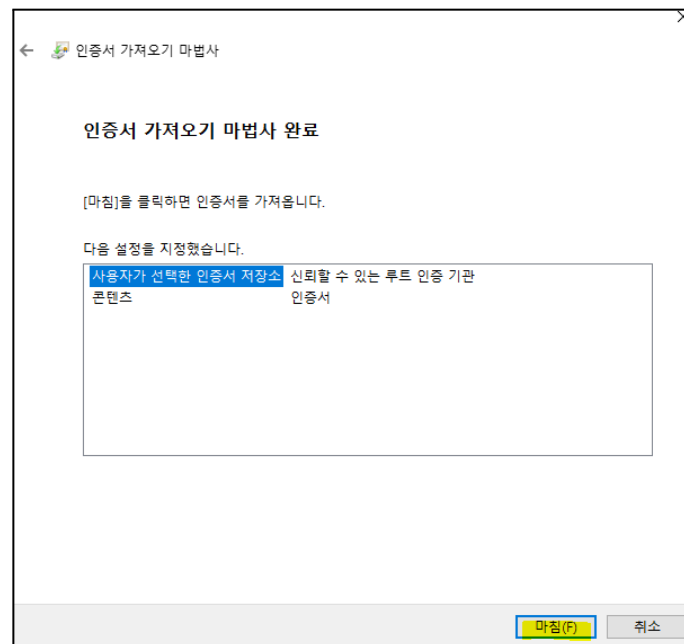 인증서 가져오기 마법사
인증서 가져오기 마법사 완료
[마침]을 클릭하면 인증서를 가져옵니다.
다음 설정을 지정했습니다.
사용자가 선택한 인증서 저장소 신뢰할 수 있는 루트 인증 기관
콘텐츠 인증서
마침(F) 취소